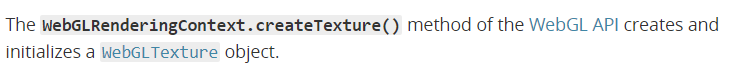 The WebGLRenderingContext.createTexture() method of the WebGL API creates and
initializes a WebGLTexture object.